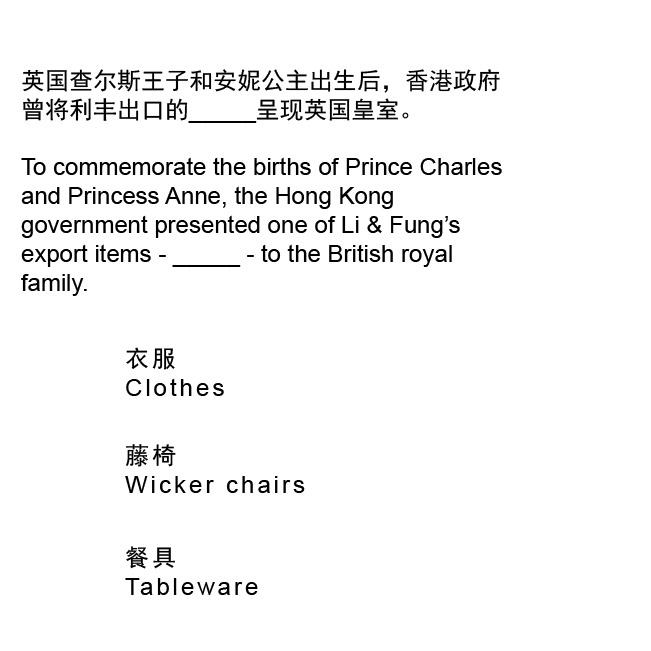 英国查尔斯王子和安妮公主出生后，香港政府
曾将利丰出口的_____呈现英国皇室。
To commemorate the births of Prince Charles
and Princess Anne, the Hong Kong
government presented one of Li & Fung’s
export items - _____ - to the British royal
family.
衣服
Clothes
藤椅
Wicker chairs
餐具
Tableware